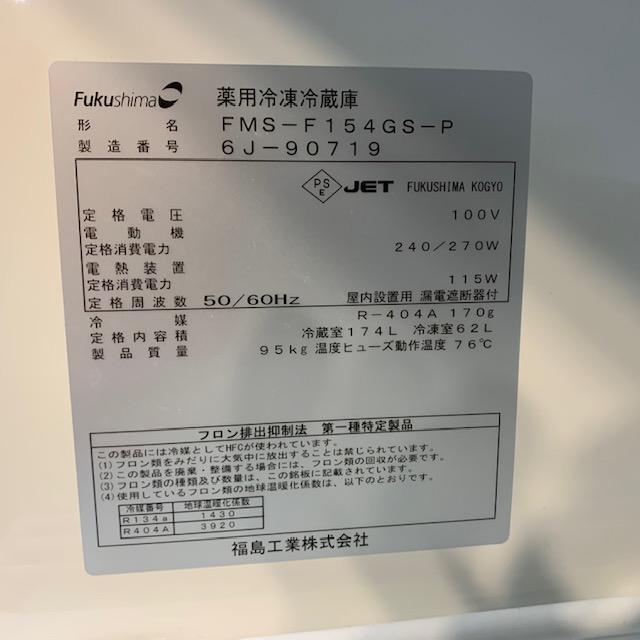 Fukushima 薬用冷凍冷蔵庫
形名 FMS-F154GS-P
製造番号 6J-90719
PS E JET FUKUSHIMA KOGYO
定格電圧 100V
電動機
定格消費電力 240/270W
電熱装置
定格消費電力 115W
定格周波数 50/60Hz 屋内設置用 漏電遮断器付
冷媒 R-404A 170g
定格内容積 冷蔵室174L 冷凍室62L
製品質量 95kg 温度ヒューズ動作温度 76℃
フロン排出抑制法 第一種特定製品
この製品には冷媒としてHFCが使われています。
(1)フロン類をみだりに大気中に放出することは禁じられています。
(2)この製品を廃棄・整備する場合には、フロン類の回収が必要です。
(3)フロン類の種類及び数量は、この銘板に記載されています。
(4)使用しているフロン類の地球温暖化係数は、以下のとおりです。
冷媒番号 地球温暖化係数
R134a 1430
R404A 3920
福島工業株式会社